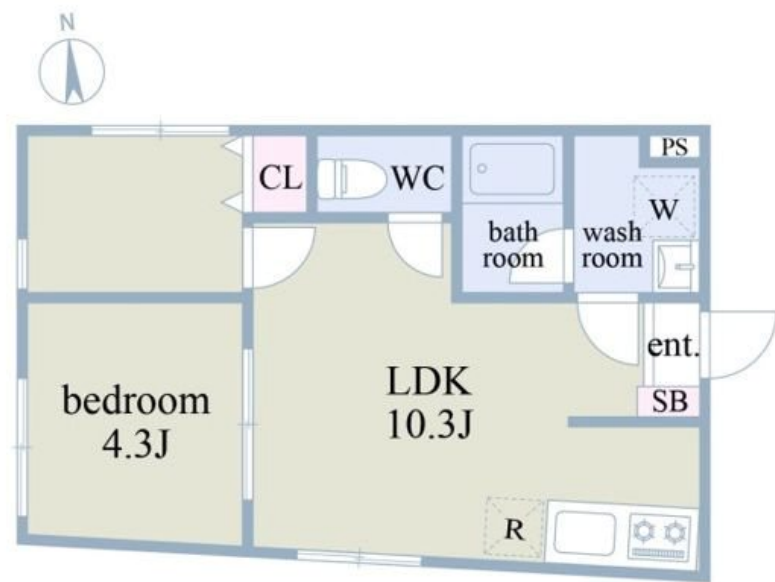 N
CL
WC
bath
room
wash
room
PS
W
bedroom
4.3J
LDK
10.3J
ent.
SB
R